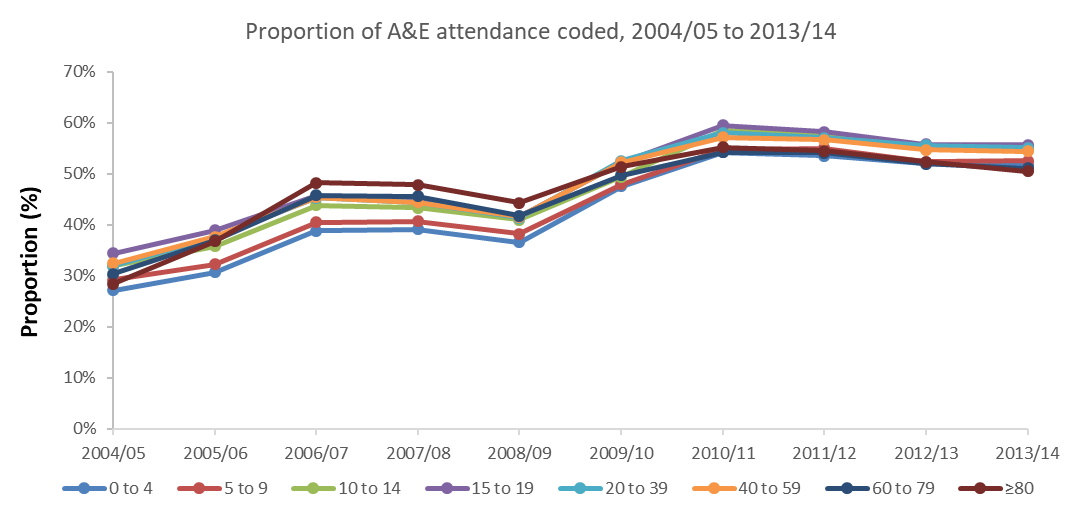 Proportion of A&E attendance coded, 2004/05 to 2013/14
Proportion (%)
70%
60%
50%
40%
30%
20%
10%
0%
2004/05 2005/06 2006/07 2007/08 2008/09 2009/10 2010/11 2011/12 2012/13 2013/14
0 to 4 5 to 9 10 to 14 15 to 19 20 to 39 40 to 59 60 to 79 ≥80